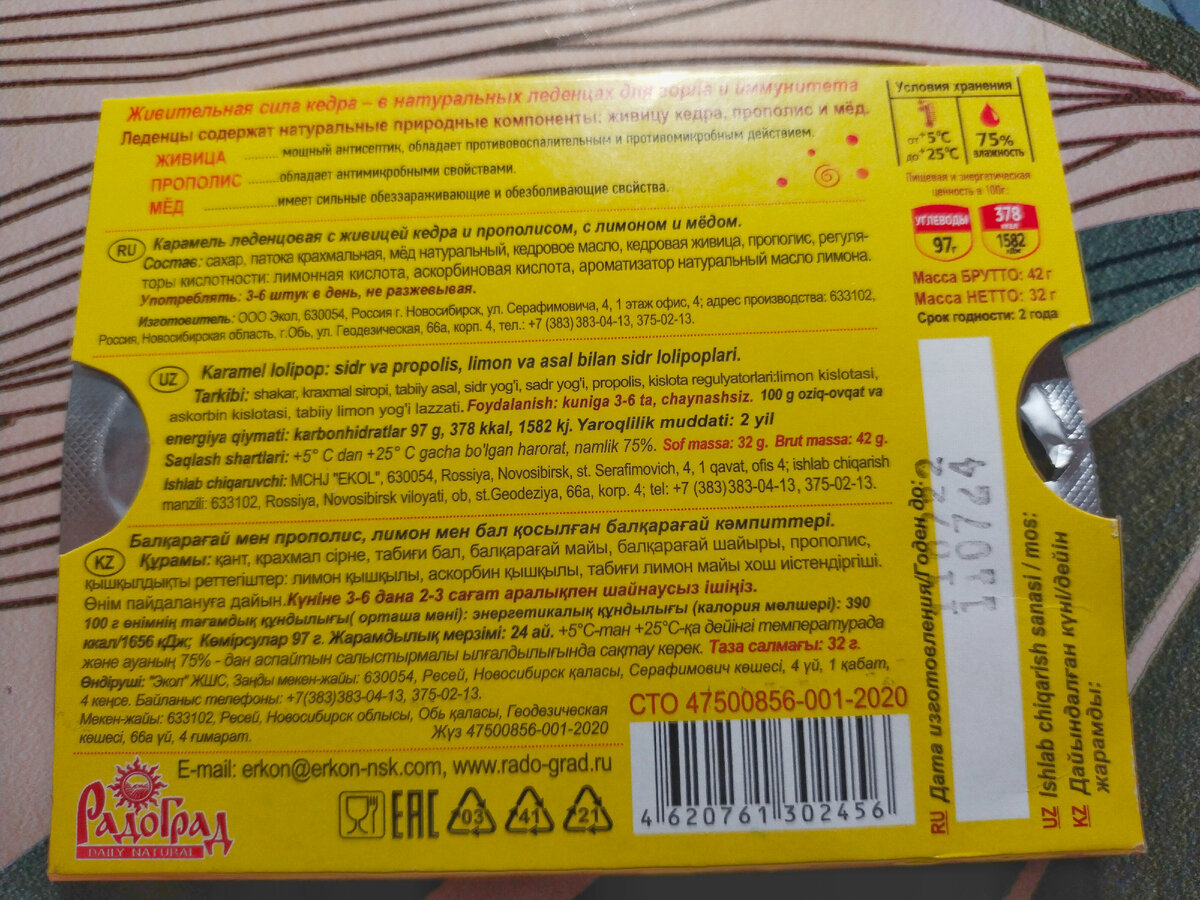 Живительная сила кедра – в натуральных леденцах для горла и иммунитета
Леденцы содержат натуральные природные компоненты: живицу кедра, прополис и мёд.
ЖИВИЦА ......... мощный антисептик, обладает противовоспалительным и противомикробным действием.
ПРОПОЛИС ........обладает антимикробными свойствами.
МЁД ........................имеет сильные обеззараживающие и обезболивающие свойства.
RU Карамель леденцовая с живицей кедра и прополисом, с лимоном и мёдом.
Состав: сахар, патока крахмальная, мёд натуральный, кедровое масло, кедровая живица, прополис, регуля-
торы кислотности: лимонная кислота, аскорбиновая кислота, ароматизатор натуральный масло лимона.
Употреблять: 3-6 штук в день, не разжевывая.
Изготовитель: ООО Экол, 630054, Россия г. Новосибирск, ул. Серафимовича, 4, 1 этаж офис, 4; адрес производства: 633102,
Россия, Новосибирская область, г.Обь, ул. Геодезическая, 66а, корп. 4, тел.: +7 (383) 383-04-13, 375-02-13.
UZ Karamel lolipop: sidr va propolis, limon va asal bilan sidr lolipoplari.
Tarkibi: shakar, kraxmal siropi, tabiiy asal, sidr yog'i, sadr yog'i, propolis, kislota regulyatorlari:limon kislotasi,
askorbin kislotasi, tabiiy limon yog'i lazzati. Foydalanish: kuniga 3-6 ta, chaynashsiz. 100 g oziq-ovqat va
energiya qiymati: karbonhidratlar 97 g, 378 kkal, 1582 kj. Yaroqlilik muddati: 2 yil
Saqlash shartlari: +5° C dan +25° C gacha bo'lgan harorat, namlik 75%. Sof massa: 32 g. Brut massa: 42 g.
Ishlab chiqaruvchi: MCHJ "EKOL", 630054, Rossiya, Novosibirsk, st. Serafimovich, 4, 1 qavat, ofis 4; ishlab chiqarish
manzili: 633102, Rossiya, Novosibirsk viloyati, ob, st.Geodeziya, 66a, korp. 4; tel: +7 (383) 383-04-13, 375-02-13.
Балқарағай мен прополис, лимон мен бал қосылған балқарағай кәмпиттері.
KZ Құрамы: қант, крахмал сірне, табиғи бал, балқарағай майы, балқарағай шайыры, прополис,
қышқылдықты реттегіштер: лимон қышқылы, аскорбин қышқылы, табиғи лимон майы хош иістендіргіші.
Өнім пайдалануға дайын.Күніне 3-6 дана 2-3 сағат аралықпен шайнаусыз ішіңіз.
100 г өнімнің тағамдық құндылығы( орташа мәні): энергетикалық құндылығы (калория мөлшері): 390
ккал/1656 кДж; Көмірсулар 97 г. Жарамдылық мерзімі: 24 ай. +5°C-тан +25°C-қа дейінгі температурада
және ауаның 75% - дан аспайтын салыстырмалы ылғалдылығында сақтау керек. Таза салмағы: 32 г.
Өндіруші: "Экол" ЖШС, Заңды мекен-жайы: 630054, Ресей, Новосибирск қаласы, Серафимович көшесі, 4 үй, 1 қабат,
4 кеңсе. Байланыс телефоны: +7(383)383-04-13, 375-02-13.
Мекен-жайы: 633102, Ресей, Новосибирск облысы, Обь қаласы, Геодезическая
көшесі, 66а үй, 4 ғимарат. Жүз 47500856-001-2020
E-mail: erkon@erkon-nsk.com, www.rado-grad.ru
РадоГрад
DAILY NATURAL
EAC
03 41 21
СТО 47500856-001-2020
4 620761 302456
Условия хранения
от +5°C
до +25°C
75%
влажность
Пищевая и энергетическая
ценность в 100г:
УГЛЕВОДЫ
97г
378
ккал
1582
кДж
Масса БРУТТО: 42 г
Масса НЕТТО: 32 г
Срок годности: 2 года
RU Дата изготовления/Годен до:
110722
110724
UZ Ishlab chiqarish sanasi / mos:
KZ Дайындалған күні/дейін
жарамды: